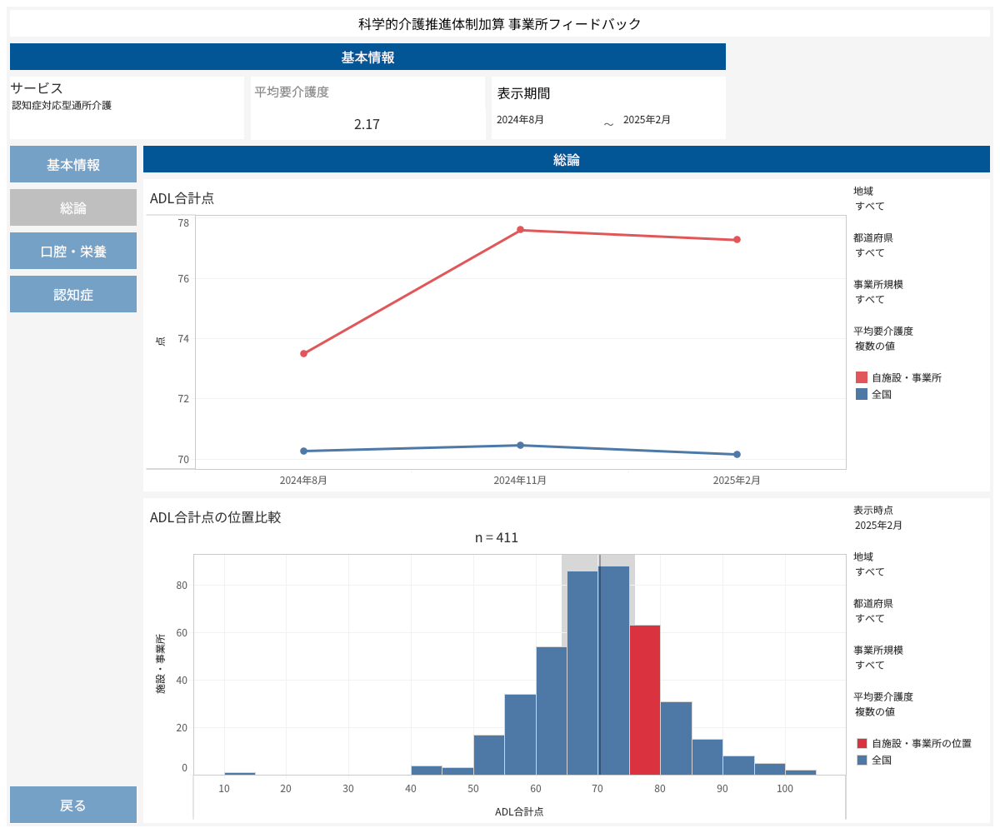 科学的介護推進体制加算 事業所フィードバック
基本情報
サービス
認知症対応型通所介護
平均要介護度
2.17
表示期間
2024年8月 ～ 2025年2月
基本情報
総論
口腔・栄養
認知症
戻る
総論
ADL合計点
78
76
74
72
70
点
2024年8月 2024年11月 2025年2月
地域
すべて
都道府県
すべて
事業所規模
すべて
平均要介護度
複数の値
自施設・事業所
全国
ADL合計点の位置比較
n = 411
80
60
40
20
0
施設・事業所
10 20 30 40 50 60 70 80 90 100
ADL合計点
表示時点
2025年2月
地域
すべて
都道府県
すべて
事業所規模
すべて
平均要介護度
複数の値
自施設・事業所の位置
全国